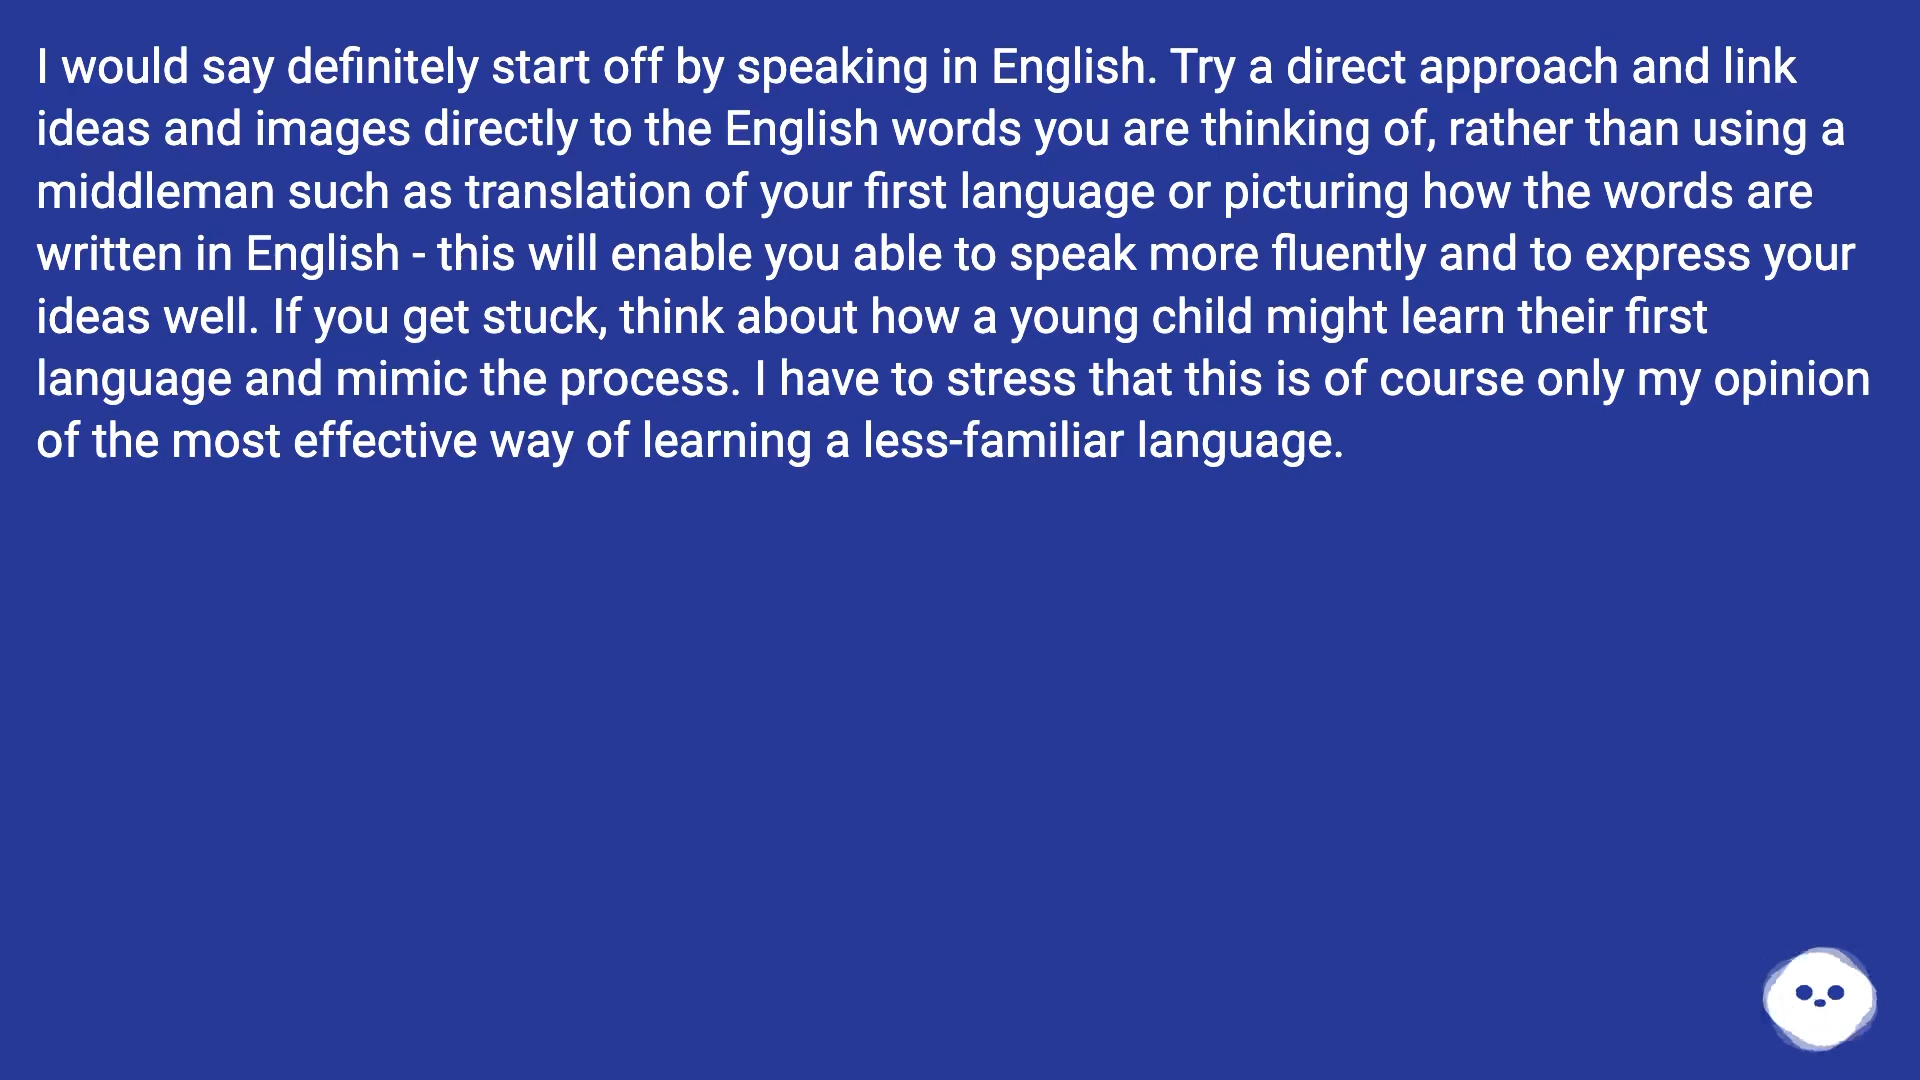 I would say definitely start off by speaking in English. Try a direct approach and link
ideas and images directly to the English words you are thinking of, rather than using a
middleman such as translation of your first language or picturing how the words are
written in English - this will enable you able to speak more fluently and to express your
ideas well. If you get stuck, think about how a young child might learn their first
language and mimic the process. I have to stress that this is of course only my opinion
of the most effective way of learning a less-familiar language.